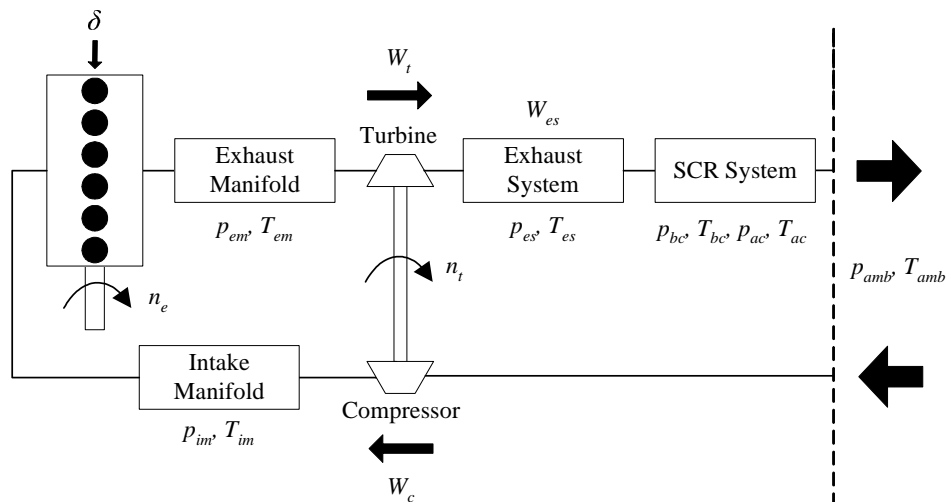 δ
W_t
W_es
Turbine
Exhaust
Manifold
Exhaust
System
SCR System
p_em, T_em
p_es, T_es
p_bc, T_bc, p_ac, T_ac
n_e
n_t
p_amb, T_amb
Intake
Manifold
Compressor
p_im, T_im
W_c